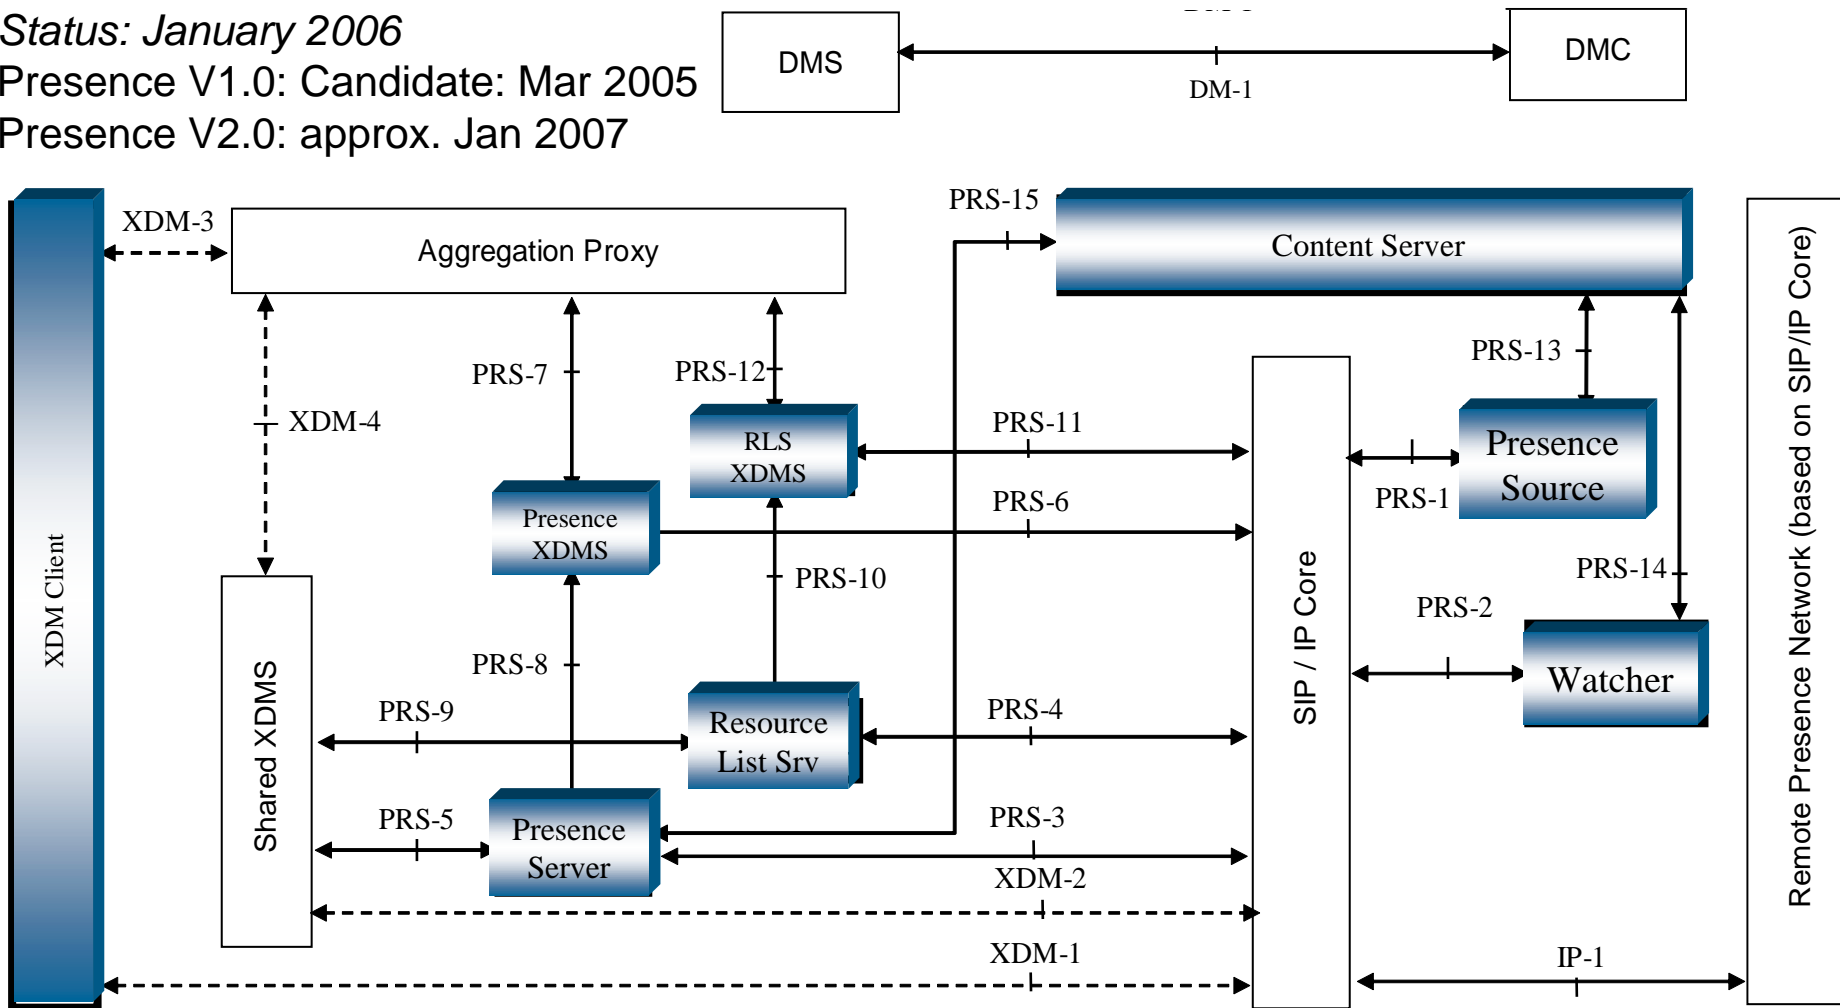 Status: January 2006
Presence V1.0: Candidate: Mar 2005
Presence V2.0: approx. Jan 2007
DMS
DM-1
DMC
XDM Client
XDM-3
Aggregation Proxy
PRS-15
Content Server
Remote Presence Network (based on SIP/IP Core)
XDM-4
PRS-7
PRS-12
RLS
XDMS
PRS-11
PRS-13
Presence
Source
PRS-1
Presence
XDMS
PRS-6
PRS-10
SIP / IP Core
PRS-14
PRS-2
Watcher
Shared XDMS
PRS-8
PRS-9
Resource
List Srv
PRS-4
PRS-5
Presence
Server
PRS-3
XDM-2
XDM-1
IP-1